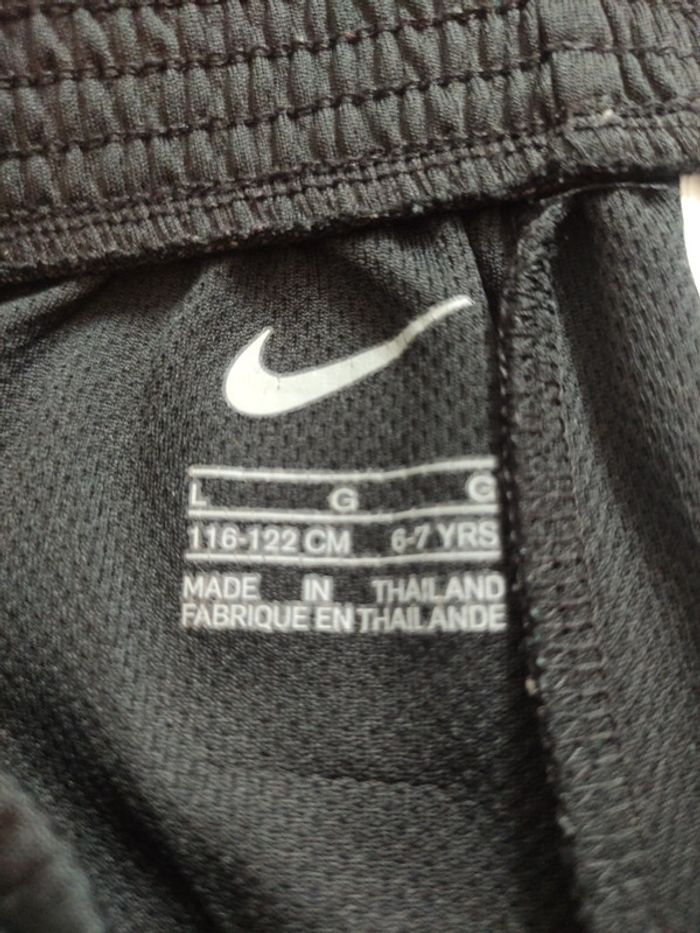 L G G
116-122 CM 6-7 YRS
MADE IN THAILAND
FABRIQUE EN THAILANDE